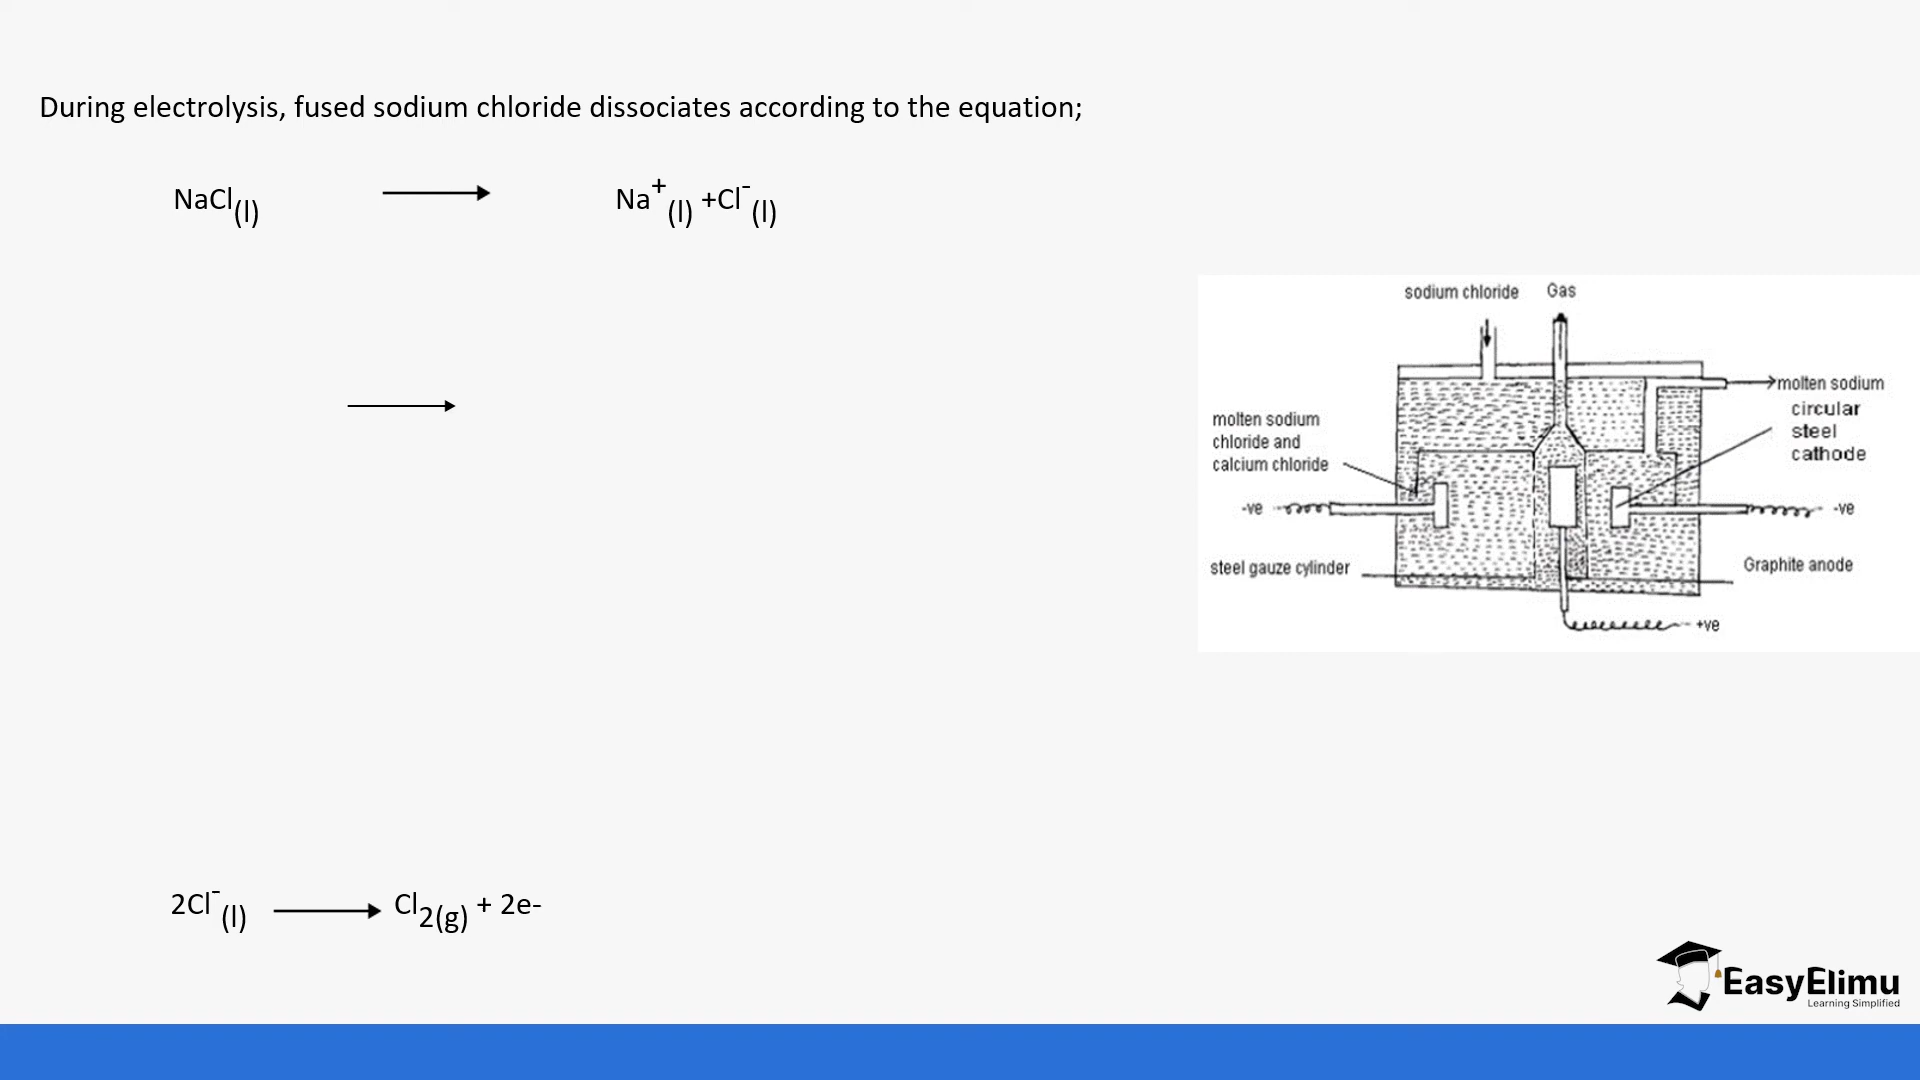 During electrolysis, fused sodium chloride dissociates according to the equation;
NaCl(l) → Na⁺(l) +Cl⁻(l)
sodium chloride Gas
molten sodium
circular
steel
cathode
molten sodium
chloride and
calcium chloride
-ve -ve
steel gauze cylinder Graphite anode
+ve
2Cl⁻(l) → Cl₂(g) + 2e-
EasyElimu
Learning Simplified